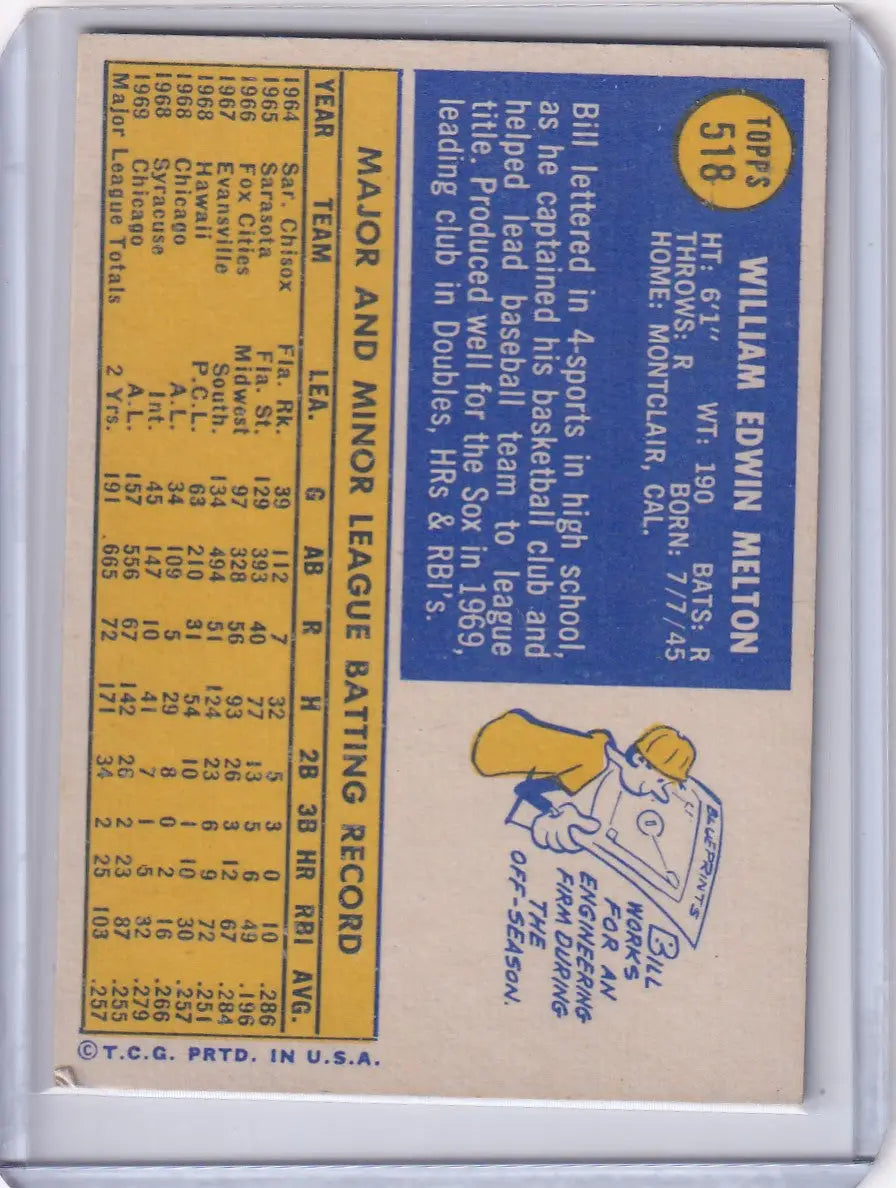 TOPPS
518
WILLIAM EDWIN MELTON
HT: 6'1" WT: 190 BATS: R
THROWS: R BORN: 7/7/45
HOME: MONTCLAIR, CAL.
Bill lettered in 4-sports in high school,
as he captained his basketball club and
helped lead baseball team to league
title. Produced well for the Sox in 1969,
leading club in Doubles, HRs & RBI's.
BLUEPRINTS
BILL
WORKS
FOR AN
ENGINEERING
FIRM DURING
THE
OFF-SEASON.
MAJOR AND MINOR LEAGUE BATTING RECORD
YEAR TEAM LEA. G AB R H 2B 3B HR RBI AVG.
1964 Sar. Chisox Fla. Rk. 39 112 7 32 5 3 0 10 .286
1965 Sarasota Fla. St. 129 393 40 77 13 5 6 49 .196
1966 Fox Cities Midwest 97 328 56 93 26 3 12 67 .284
1967 Evansville South. 134 494 51 124 23 6 9 72 .251
1968 Hawaii P.C.L. 63 210 31 54 10 1 10 30 .257
1968 Chicago A.L. 34 109 5 29 8 0 2 16 .266
1968 Syracuse Int. 45 147 10 41 7 1 5 32 .279
1969 Chicago A.L. 157 556 67 142 26 2 23 87 .255
Major League Totals 2 Yrs. 191 665 72 171 34 2 25 103 .257
© T.C.G. PRTD. IN U.S.A.